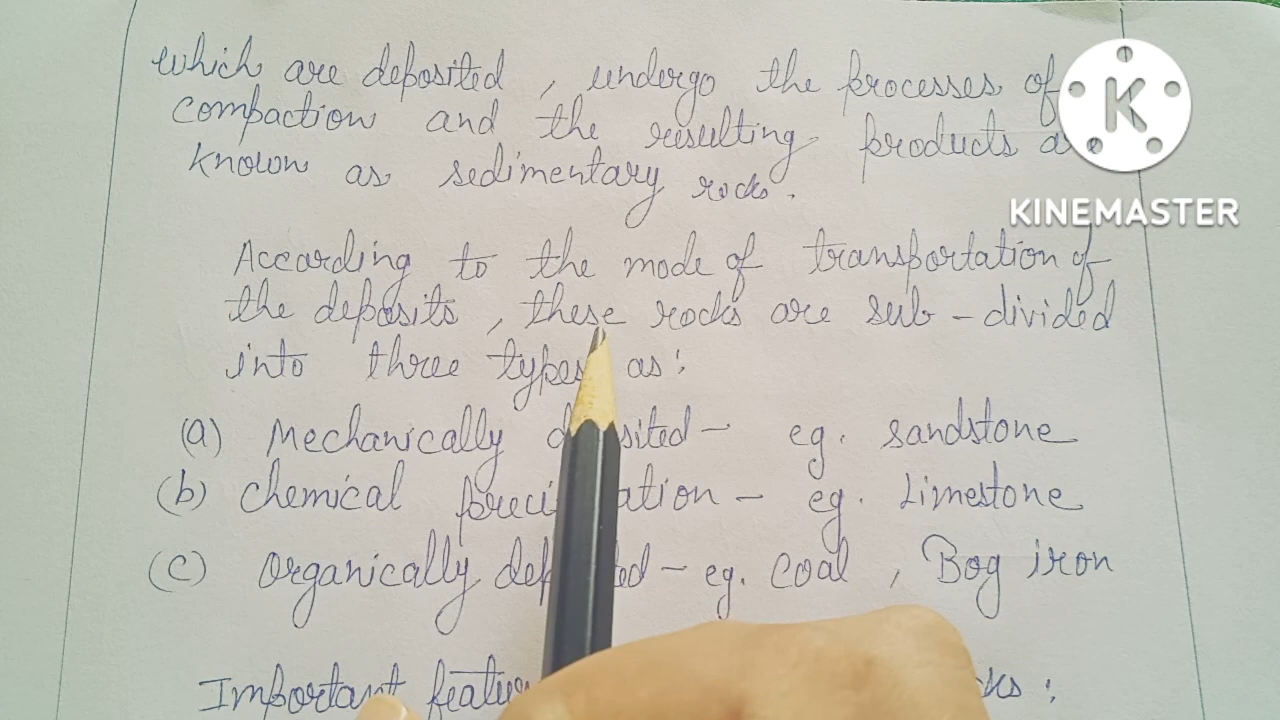 which are deposited, undergo the processes of
compaction and the resulting products
known as sedimentary rocks.
KINEMASTER
According to the mode of transportation of
the deposits, these rocks are sub-divided
into three types as:
(a) Mechanically - eg. sandstone
(b) Chemical - eg. Limestone
(c) Organically - eg. Coal, Bog iron
Important